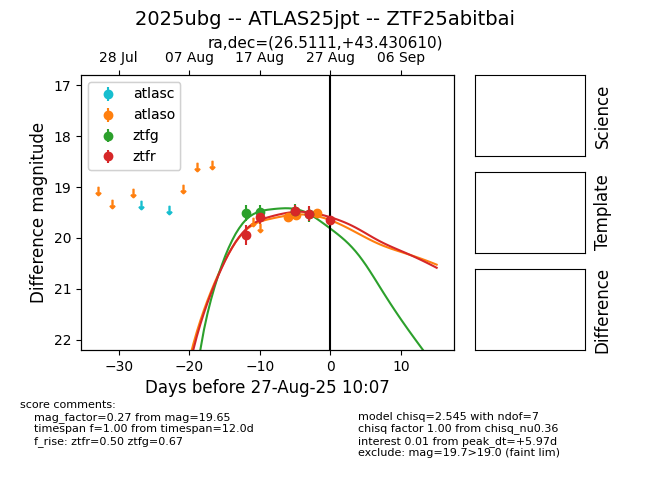 2025ubg -- ATLAS25jpt -- ZTF25abitbai
ra,dec=(26.5111,+43.430610)
28 Jul 07 Aug 17 Aug 27 Aug 06 Sep
atlasc
atlaso
ztfg
ztfr
17
18
19
20
21
22
Difference magnitude
−30 −20 −10 0 10
Days before 27-Aug-25 10:07
Science
Template
Difference
score comments:
mag_factor=0.27 from mag=19.65
timespan f=1.00 from timespan=12.0d
f_rise: ztfr=0.50 ztfg=0.67
model chisq=2.545 with ndof=7
chisq factor 1.00 from chisq_nu0.36
interest 0.01 from peak_dt=+5.97d
exclude: mag=19.7>19.0 (faint lim)